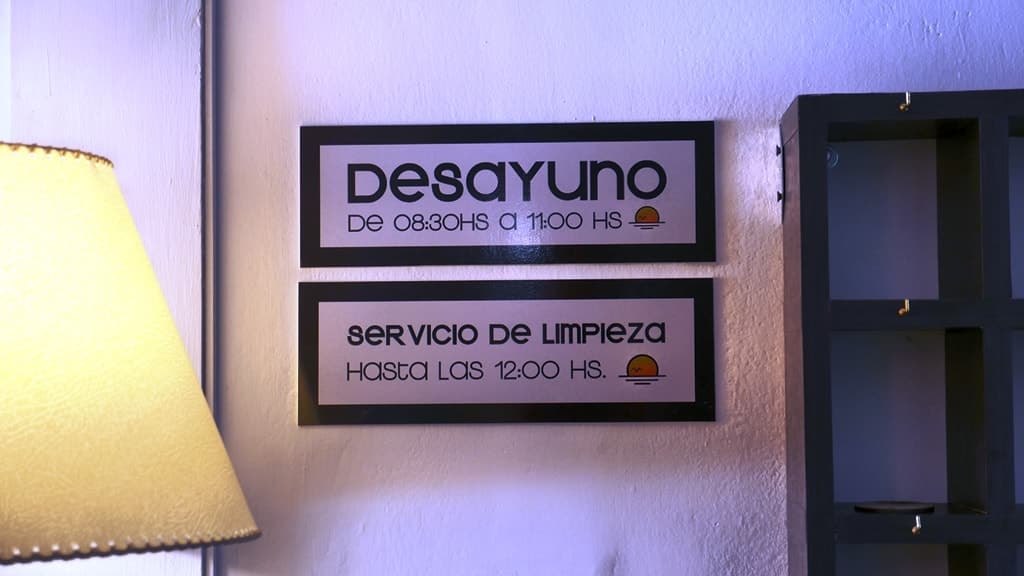 Desayuno
De 08:30Hs a 11:00 Hs
servicio de limpieza
Hasta las 12:00 Hs.